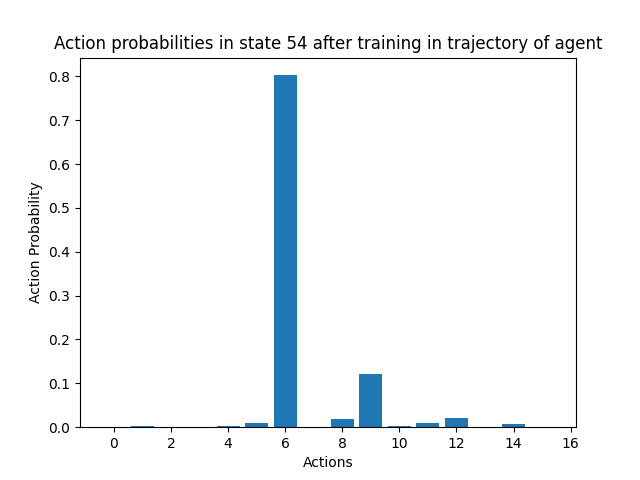 Action probabilities in state 54 after training in trajectory of agent
0.8
0.7
0.6
0.5
0.4
0.3
0.2
0.1
0.0
Action Probability
0 2 4 6 8 10 12 14 16
Actions